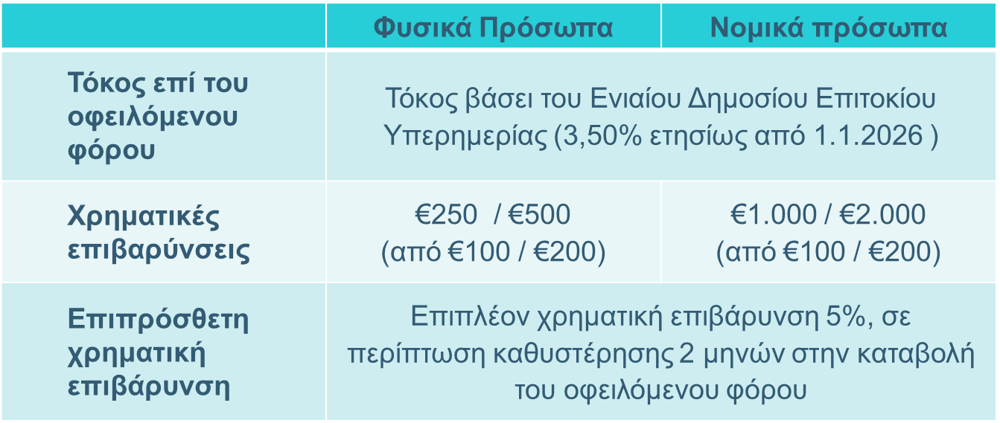 Φυσικά Πρόσωπα
Νομικά πρόσωπα
Τόκος επί του
οφειλόμενου
φόρου
Τόκος βάσει του Ενιαίου Δημοσίου Επιτοκίου
Υπερημερίας (3,50% ετησίως από 1.1.2026 )
Χρηματικές
επιβαρύνσεις
€250 / €500
(από €100 / €200)
€1.000 / €2.000
(από €100 / €200)
Επιπρόσθετη
χρηματική
επιβάρυνση
Επιπλέον χρηματική επιβάρυνση 5%, σε
περίπτωση καθυστέρησης 2 μηνών στην καταβολή
του οφειλόμενου φόρου